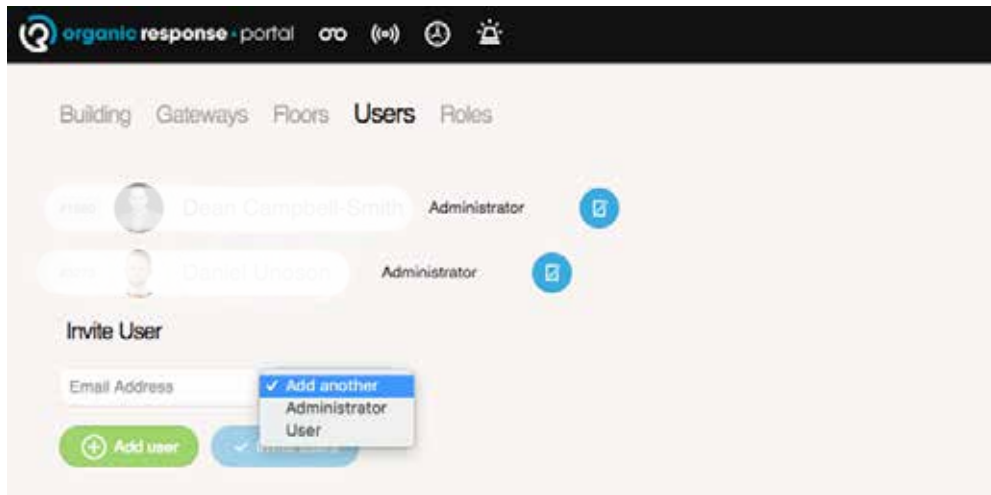 organic response portal
Building Gateways Floors Users Roles
Dean Campbell-Smith Administrator
Daniel Administrator
Invite User
Email Address
Add another
Administrator
User
Add user